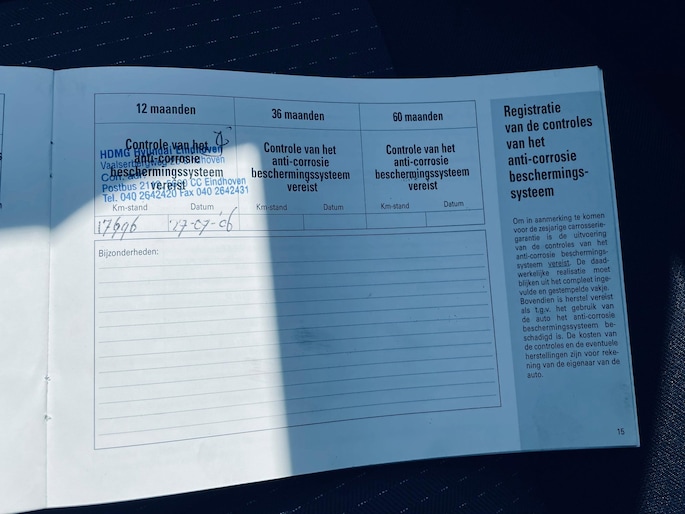 12 maanden
36 maanden
60 maanden
Controle van het
anti-corrosie
beschermingssysteem
vereist
HDMG Hyundai Eindhoven
Postbus CC Eindhoven
Tel. 040 2642420 Fax 040 2642431
Controle van het
anti-corrosie
beschermingssysteem
vereist
Controle van het
anti-corrosie
beschermingssysteem
vereist
Km-stand Datum
Km-stand Datum
Km-stand Datum
17696 27-07-'06
Bijzonderheden:
Registratie
van de controles
van het
anti-corrosie
beschermings-
systeem
Om in aanmerking te komen
voor de zesjarige carrosserie-
garantie is de uitvoering
van de controles van het
anti-corrosie beschermings-
systeem vereist. De daad-
werkelijke realisatie moet
blijken uit het compleet inge-
vulde en gestempelde vakje.
Bovendien is herstel vereist
als t.g.v. het gebruik van
de auto het anti-corrosie
beschermingssysteem be-
schadigd is. De kosten van
de controles en de eventuele
herstellingen zijn voor reke-
ning van de eigenaar van de
auto.
15